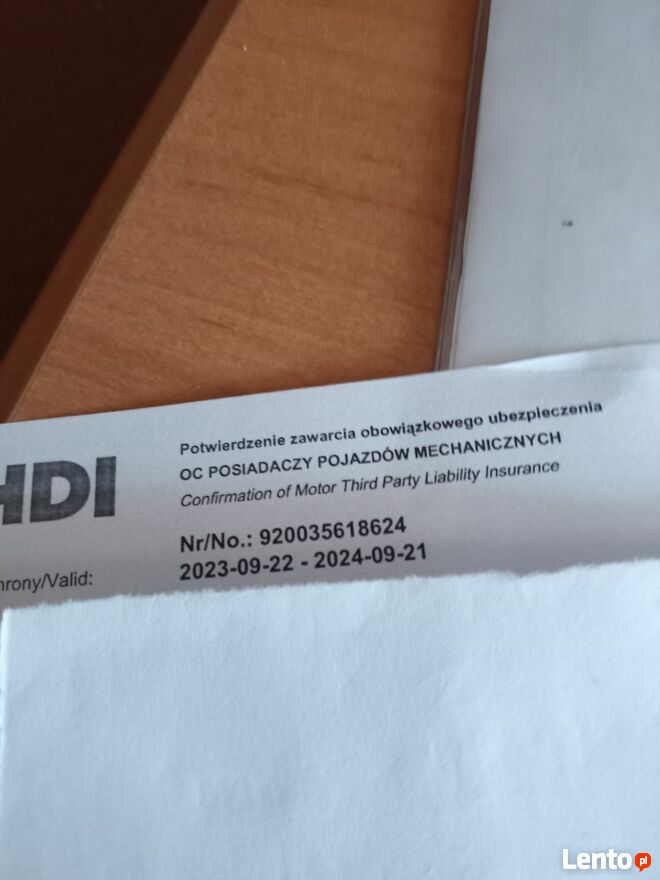 Potwierdzenie zawarcia obowiązkowego ubezpieczenia
OC POSIADACZY POJAZDÓW MECHANICZNYCH
HDI
Confirmation of Motor Third Party Liability Insurance
Nr/No.: 920035618624
hrony/Valid: 2023-09-22 - 2024-09-21
Lento.pl